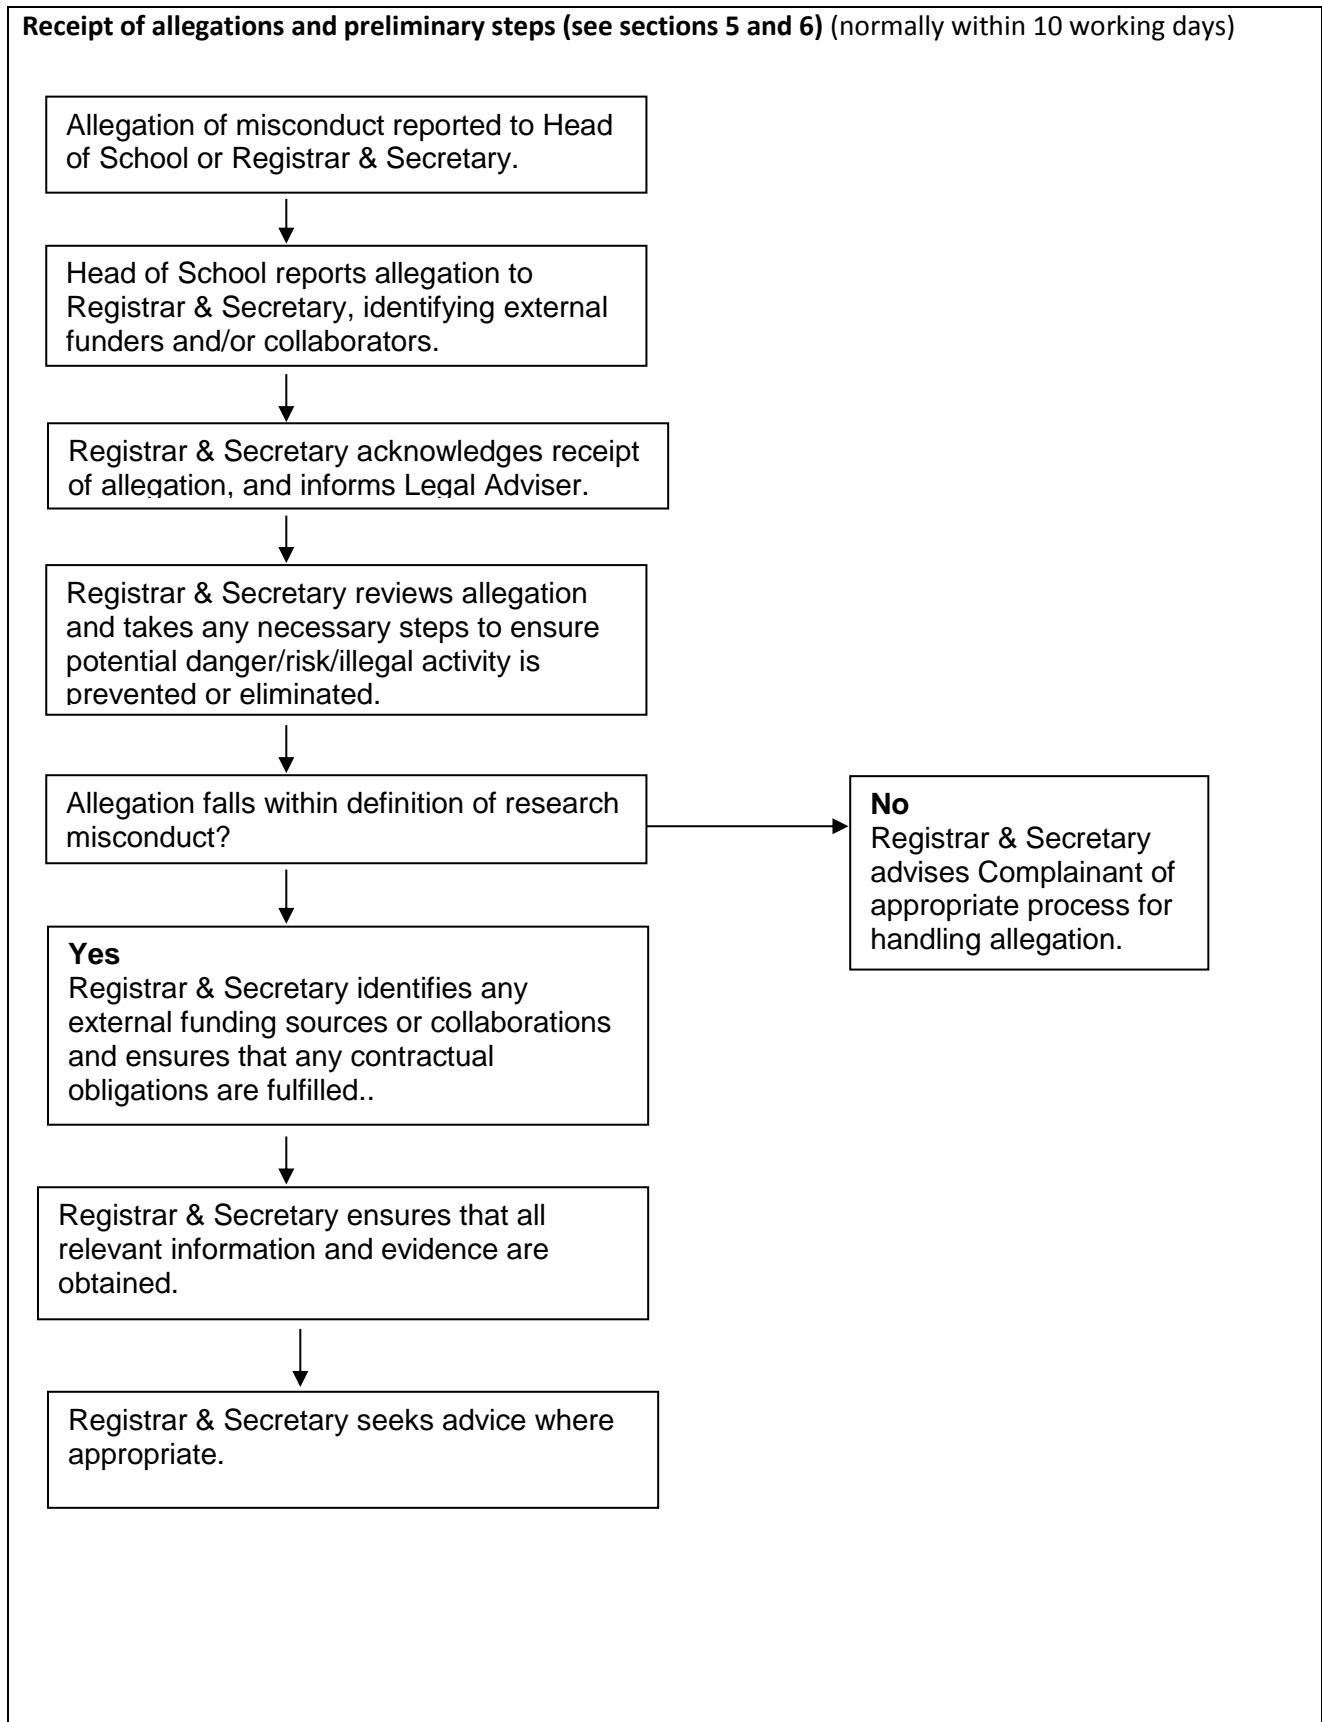 Receipt of allegations and preliminary steps (see sections 5 and 6) (normally within 10 working days)
Allegation of misconduct reported to Head
of School or Registrar & Secretary.
Head of School reports allegation to
Registrar & Secretary, identifying external
funders and/or collaborators.
Registrar & Secretary acknowledges receipt
of allegation, and informs Legal Adviser.
Registrar & Secretary reviews allegation
and takes any necessary steps to ensure
potential danger/risk/illegal activity is
prevented or eliminated.
Allegation falls within definition of research
misconduct?
No
Registrar & Secretary
advises Complainant of
appropriate process for
handling allegation.
Yes
Registrar & Secretary identifies any
external funding sources or collaborations
and ensures that any contractual
obligations are fulfilled..
Registrar & Secretary ensures that all
relevant information and evidence are
obtained.
Registrar & Secretary seeks advice where
appropriate.